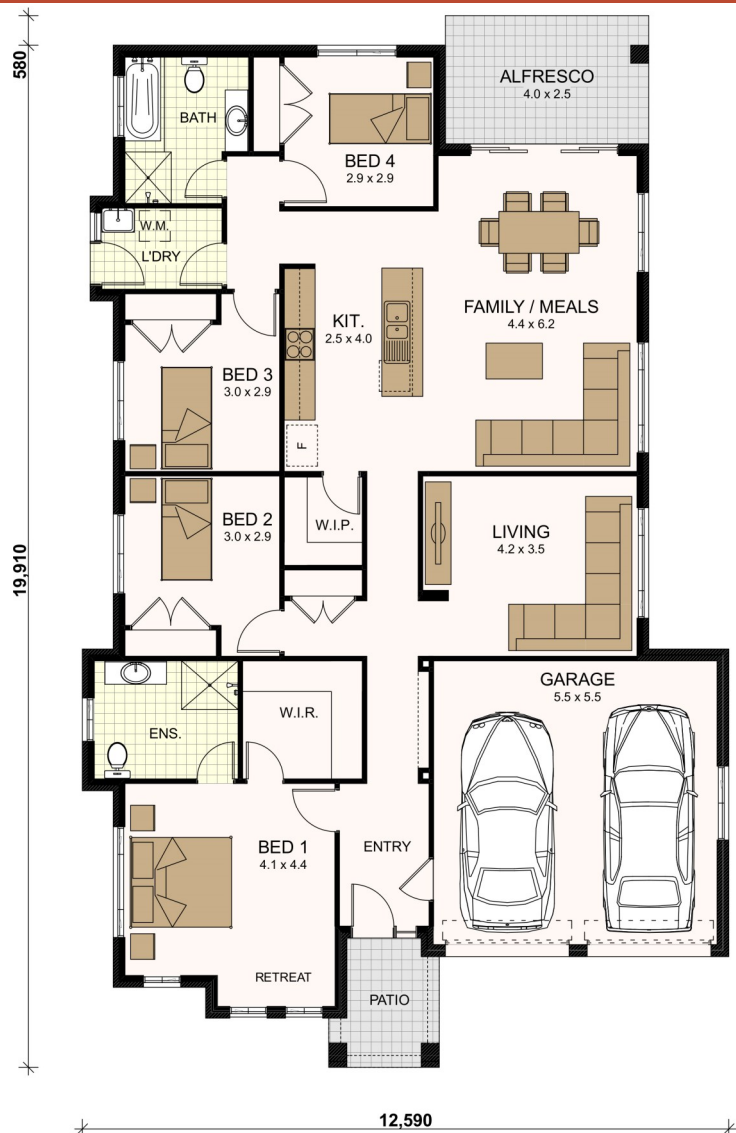 580
ALFRESCO
4.0 x 2.5
BATH
BED 4
2.9 x 2.9
W.M.
L'DRY
KIT.
2.5 x 4.0
FAMILY / MEALS
4.4 x 6.2
BED 3
3.0 x 2.9
F
W.I.P.
BED 2
3.0 x 2.9
LIVING
4.2 x 3.5
19,910
GARAGE
5.5 x 5.5
ENS.
W.I.R.
BED 1
4.1 x 4.4
ENTRY
RETREAT
PATIO
12,590